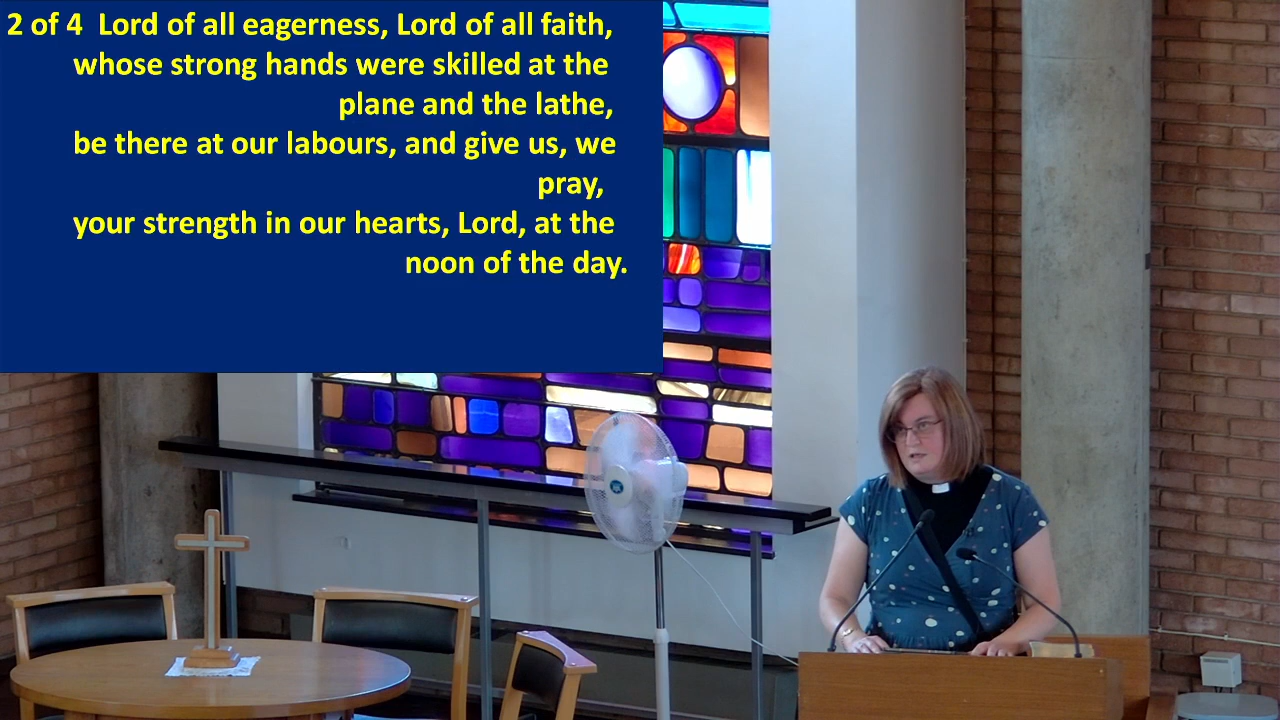 2 of 4 Lord of all eagerness, Lord of all faith,
whose strong hands were skilled at the
plane and the lathe,
be there at our labours, and give us, we
pray,
your strength in our hearts, Lord, at the
noon of the day.